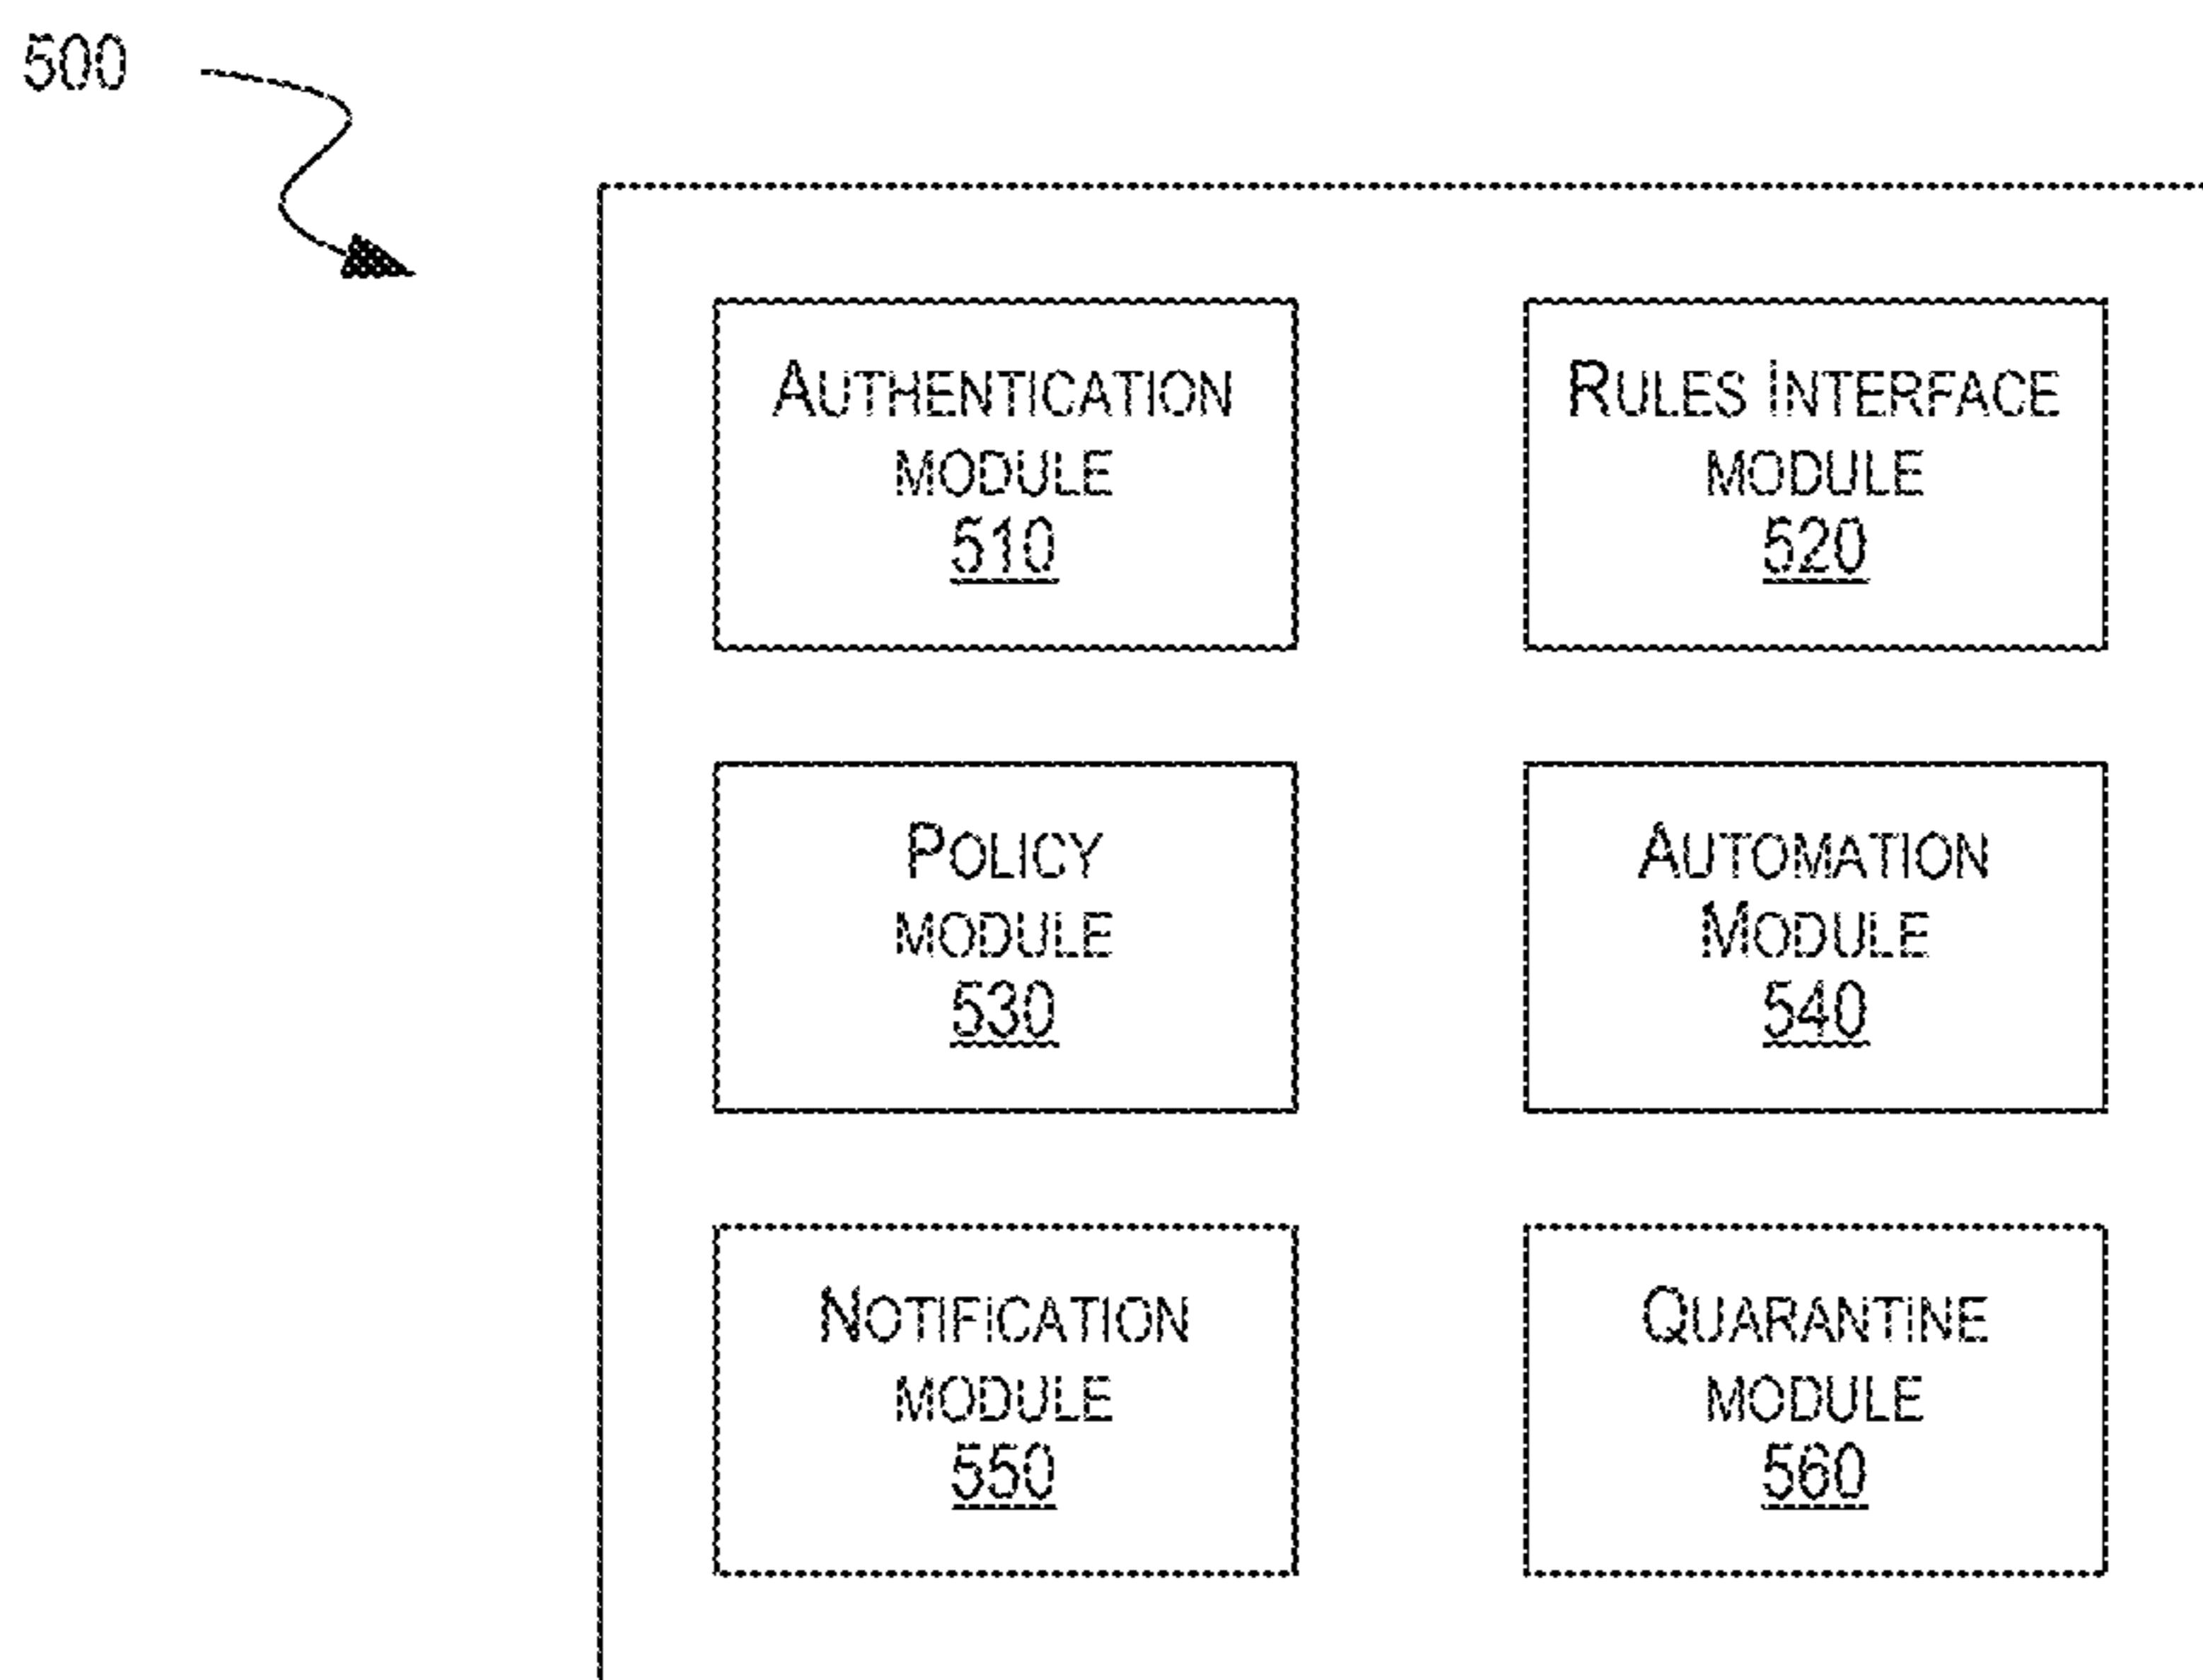 500
AUTHENTICATION
MODULE
510
RULES INTERFACE
MODULE
520
POLICY
MODULE
530
AUTOMATION
MODULE
540
NOTIFICATION
MODULE
550
QUARANTINE
MODULE
560